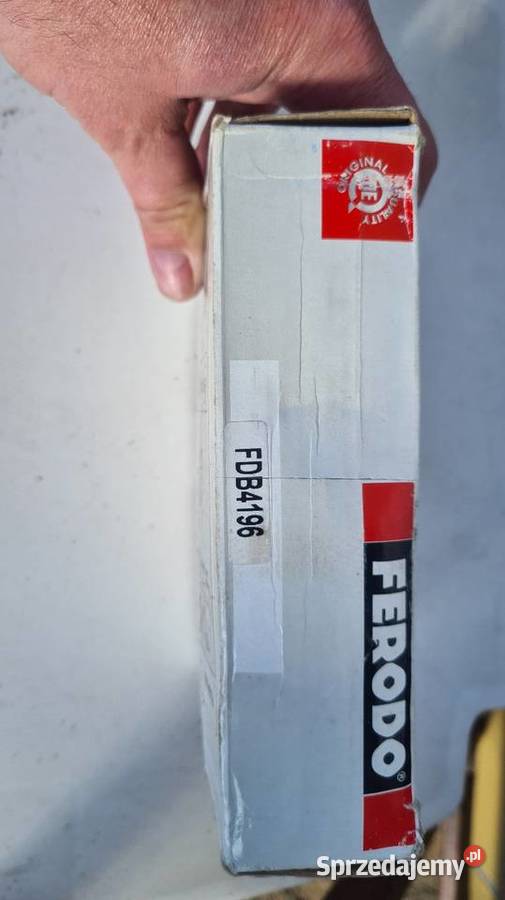 ORIGINAL
QUALITY
FDB4196
FERODO®
Sprzedajemy.pl